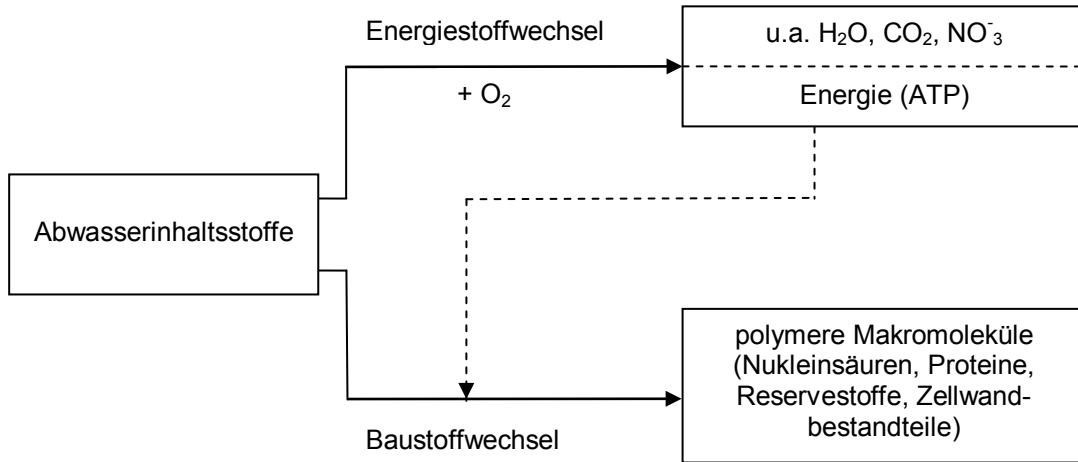 Energiestoffwechsel
+ O₂
u.a. H₂O, CO₂, NO⁻₃
Energie (ATP)
Abwasserinhaltsstoffe
polymere Makromoleküle
(Nukleinsäuren, Proteine,
Reservestoffe, Zellwand-
bestandteile)
Baustoffwechsel